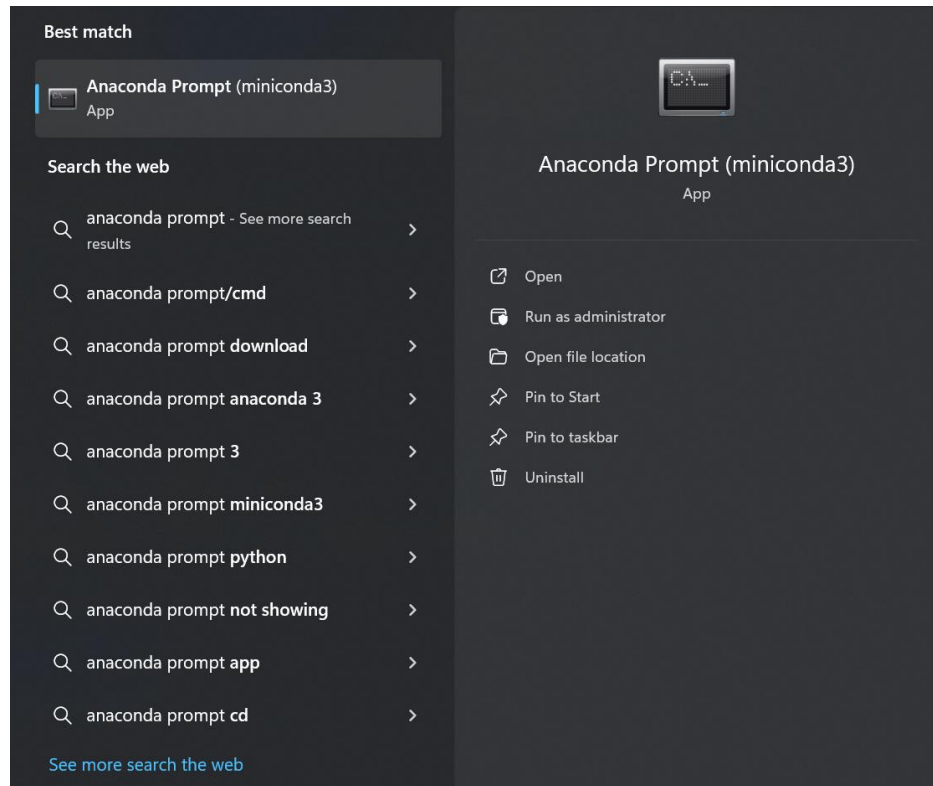 Best match
Anaconda Prompt (miniconda3)
App
Search the web
anaconda prompt - See more search
results
anaconda prompt/cmd
anaconda prompt download
anaconda prompt anaconda 3
anaconda prompt 3
anaconda prompt miniconda3
anaconda prompt python
anaconda prompt not showing
anaconda prompt app
anaconda prompt cd
See more search the web
C:\_
Anaconda Prompt (miniconda3)
App
Open
Run as administrator
Open file location
Pin to Start
Pin to taskbar
Uninstall